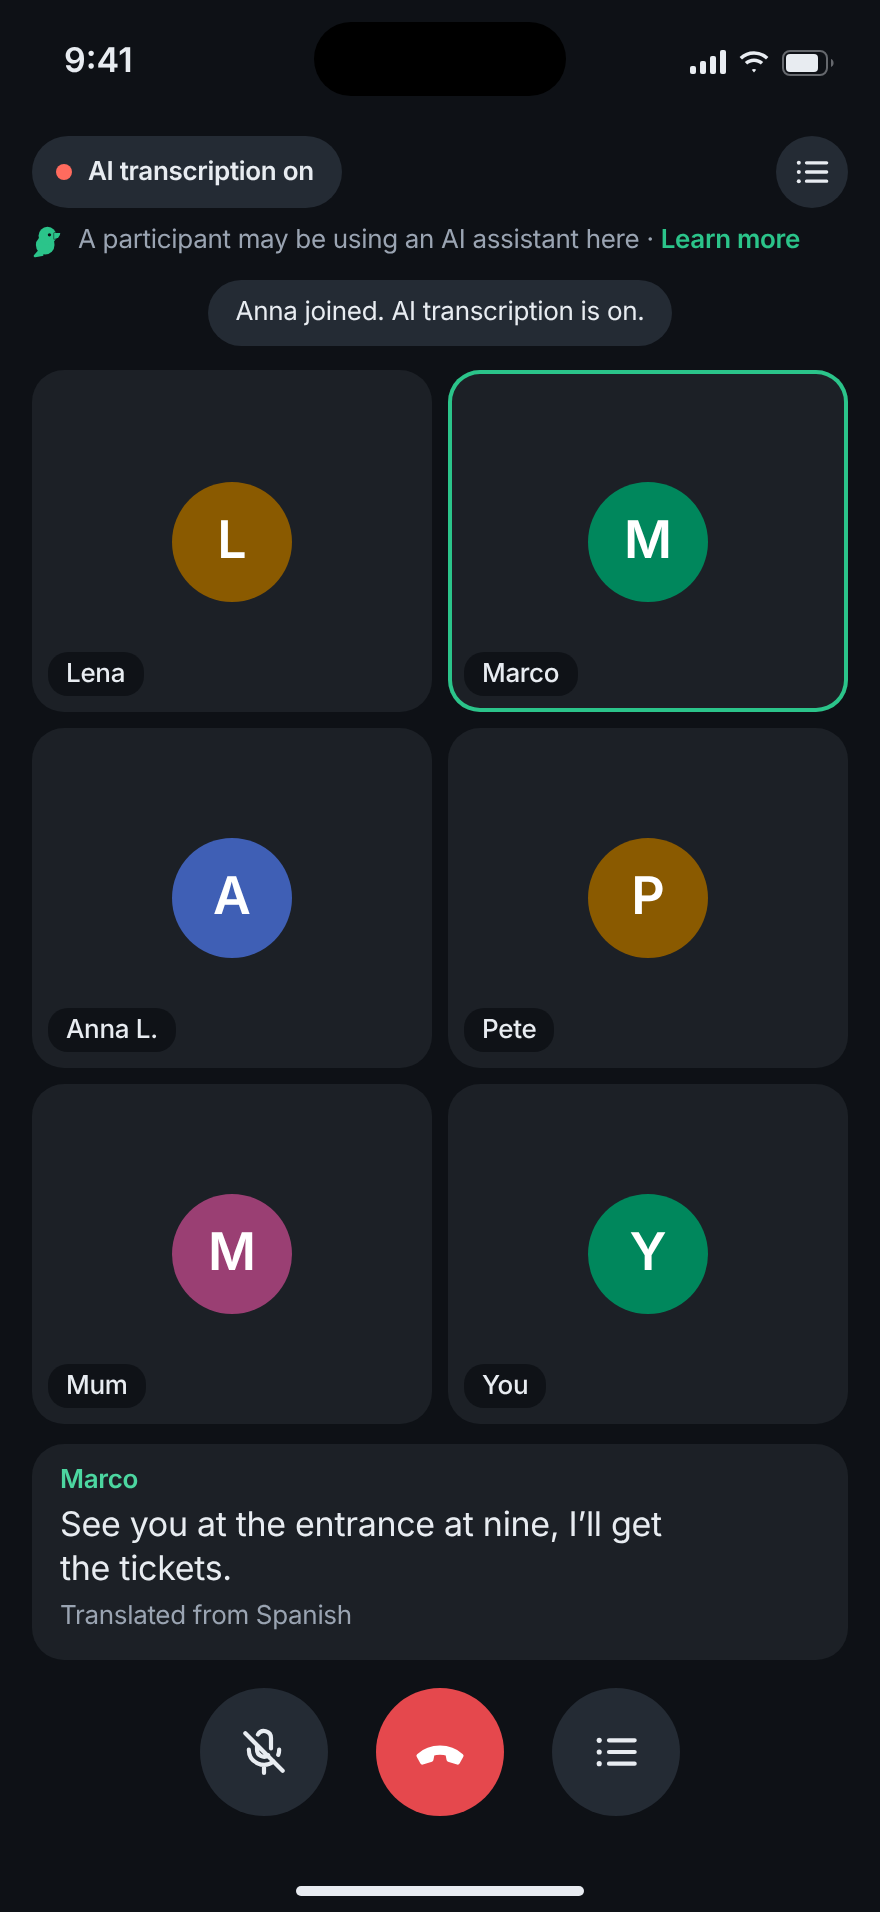 9:41
AI transcription on
A participant may be using an AI assistant here · Learn more
Anna joined. AI transcription is on.
L
Lena
M
Marco
A
Anna L.
P
Pete
M
Mum
Y
You
Marco
See you at the entrance at nine, I’ll get
the tickets.
Translated from Spanish